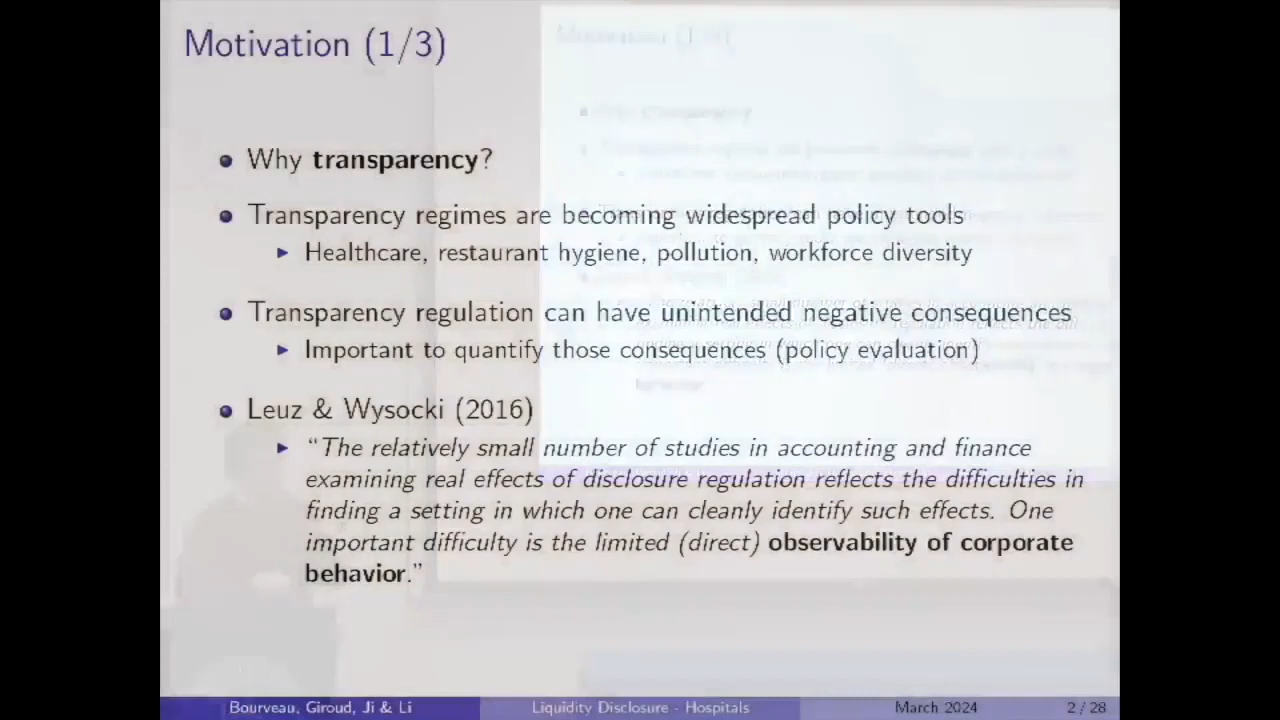 Motivation (1/3)
Why transparency?
Transparency regimes are becoming widespread policy tools
Healthcare, restaurant hygiene, pollution, workforce diversity
Transparency regulation can have unintended negative consequences
Important to quantify those consequences (policy evaluation)
Leuz & Wysocki (2016)
“The relatively small number of studies in accounting and finance
examining real effects of disclosure regulation reflects the difficulties in
finding a setting in which one can cleanly identify such effects. One
important difficulty is the limited (direct) observability of corporate
behavior.”
Bourveau, Giroud, Ji & Li
Liquidity Disclosure - Hospitals
March 2024
2 / 28